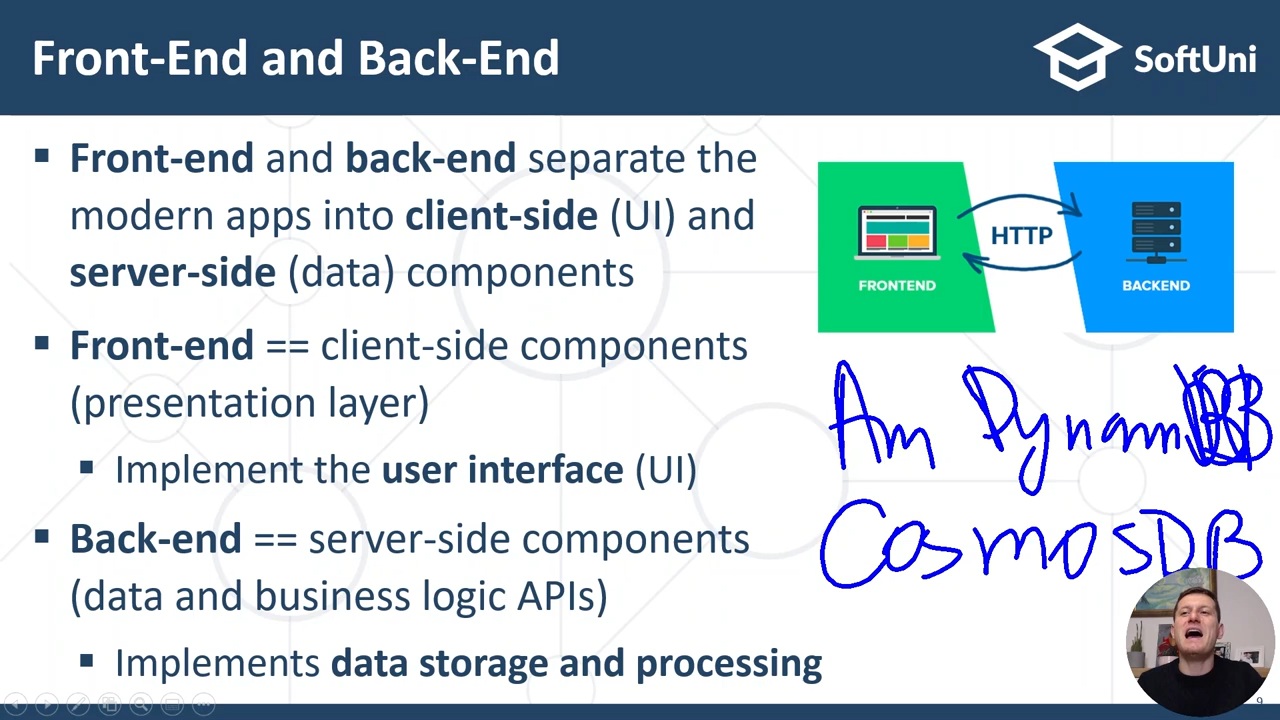 Front-End and Back-End
SoftUni
▪ Front-end and back-end separate the
modern apps into client-side (UI) and
server-side (data) components
▪ Front-end == client-side components
(presentation layer)
▪ Implement the user interface (UI)
▪ Back-end == server-side components
(data and business logic APIs)
▪ Implements data storage and processing
HTTP
FRONTEND
BACKEND
Am
CosmosDB
9